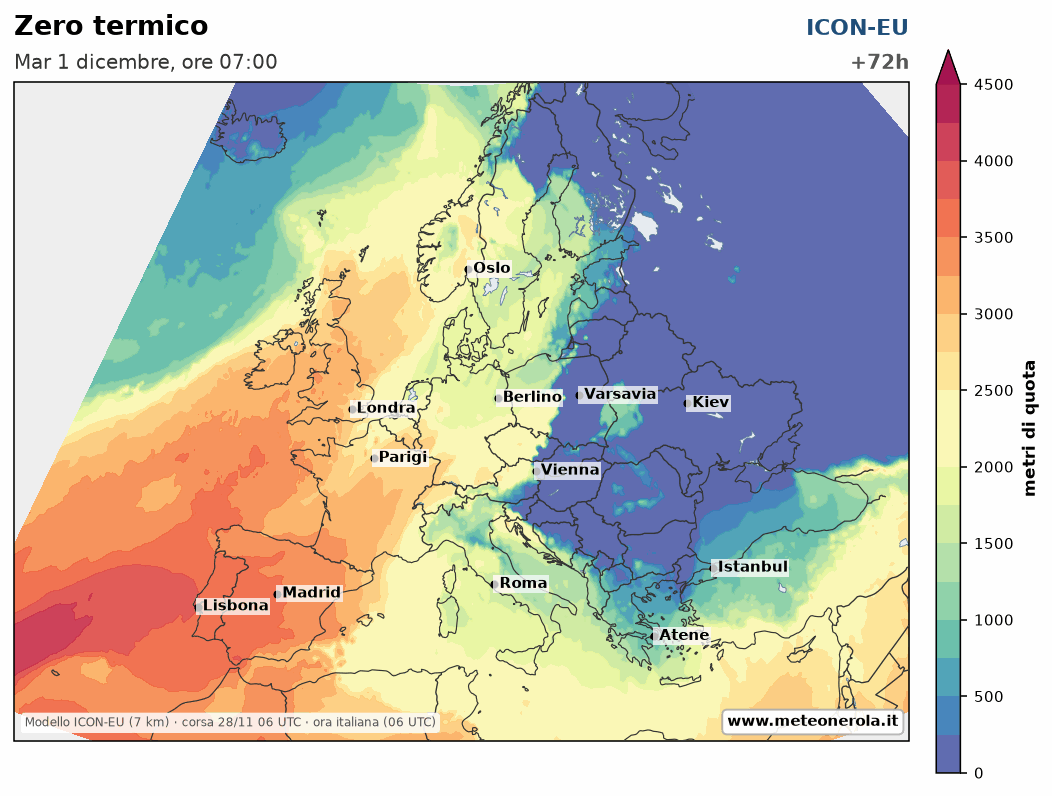 Zero termico
ICON-EU
Mar 1 dicembre, ore 07:00
+72h
4500
4000
3500
3000
2500
2000
1500
1000
500
0
metri di quota
Oslo
Berlino
Varsavia
Kiev
Londra
Parigi
Vienna
Istanbul
Roma
Madrid
Lisbona
Atene
Modello ICON-EU (7 km) · corsa 28/11 06 UTC · ora italiana (06 UTC)
www.meteonerola.it